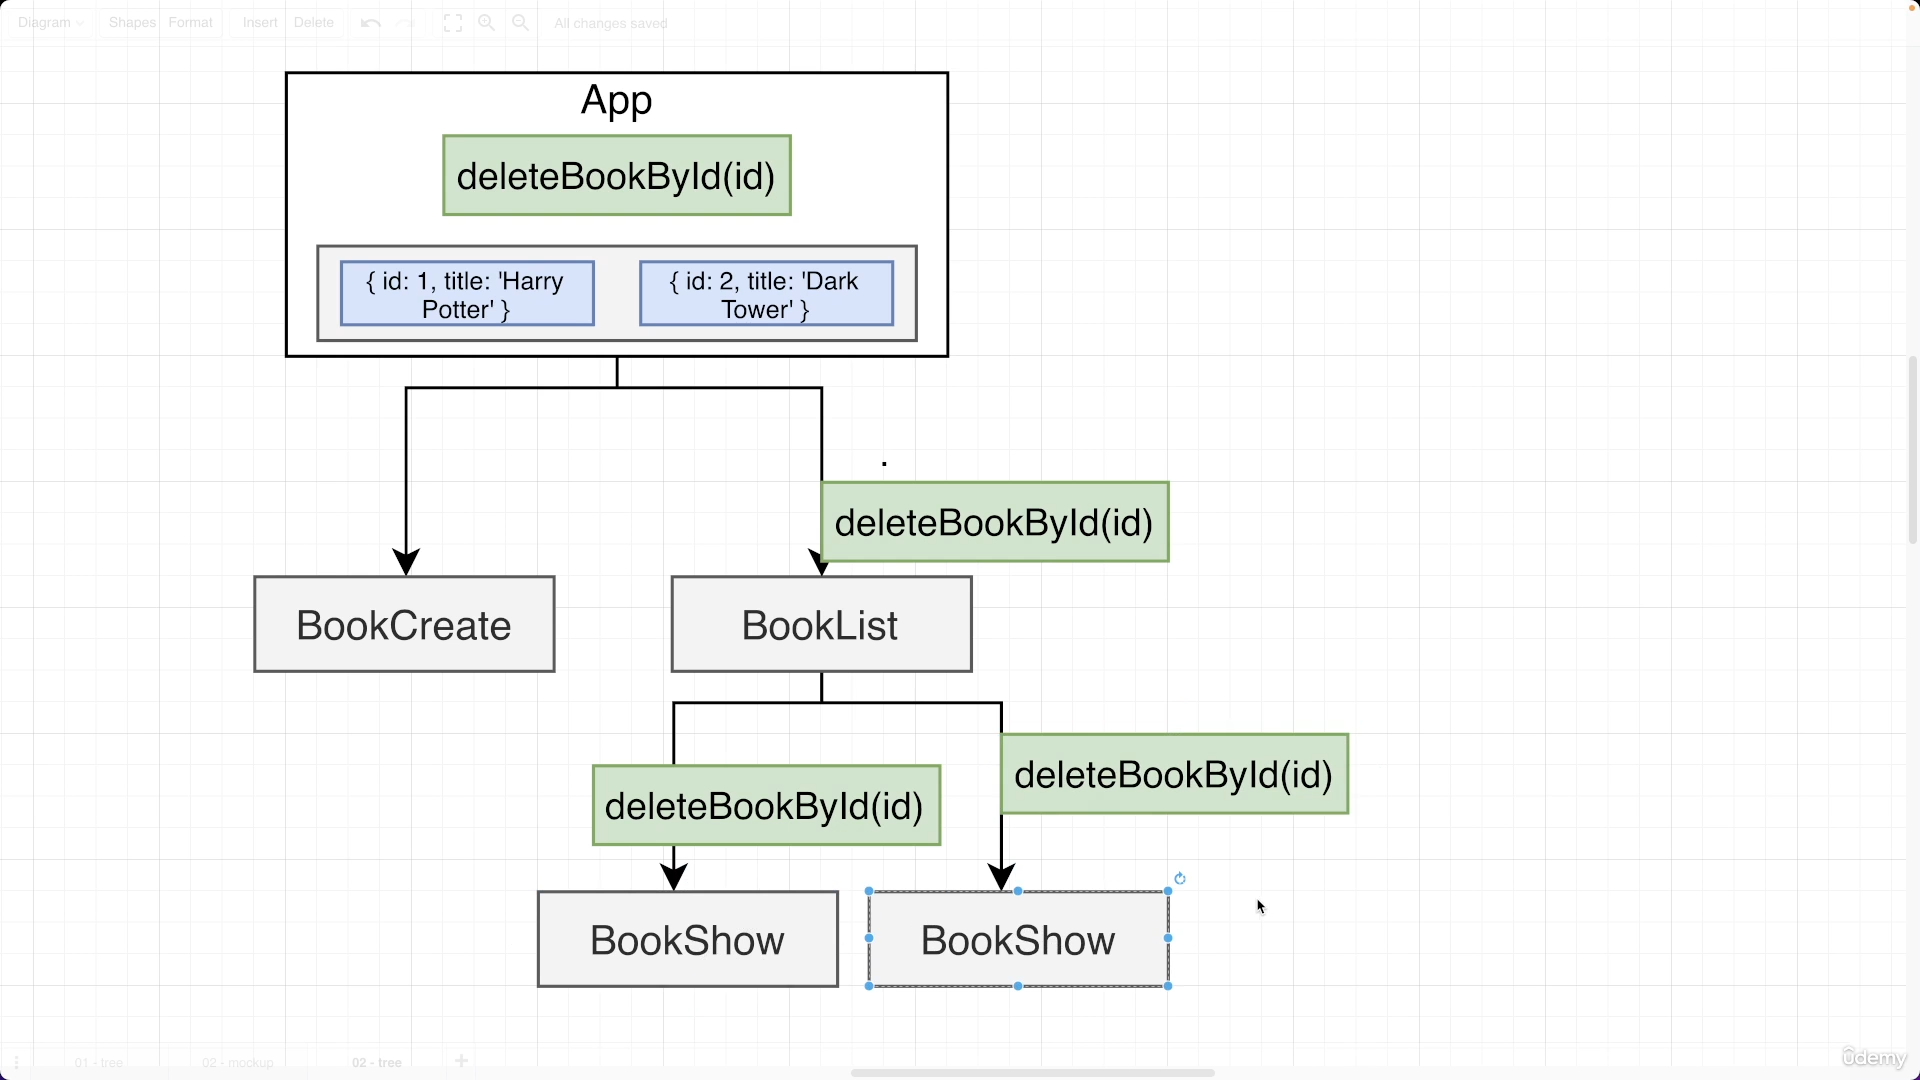 Diagram
Shapes
Format
Insert
Delete
All changes saved
App
deleteBookById(id)
{ id: 1, title: 'Harry
Potter' }
{ id: 2, title: 'Dark
Tower' }
.
deleteBookById(id)
BookCreate
BookList
deleteBookById(id)
deleteBookById(id)
BookShow
BookShow
01 - tree
02 - mockup
02 - tree
ûdemy